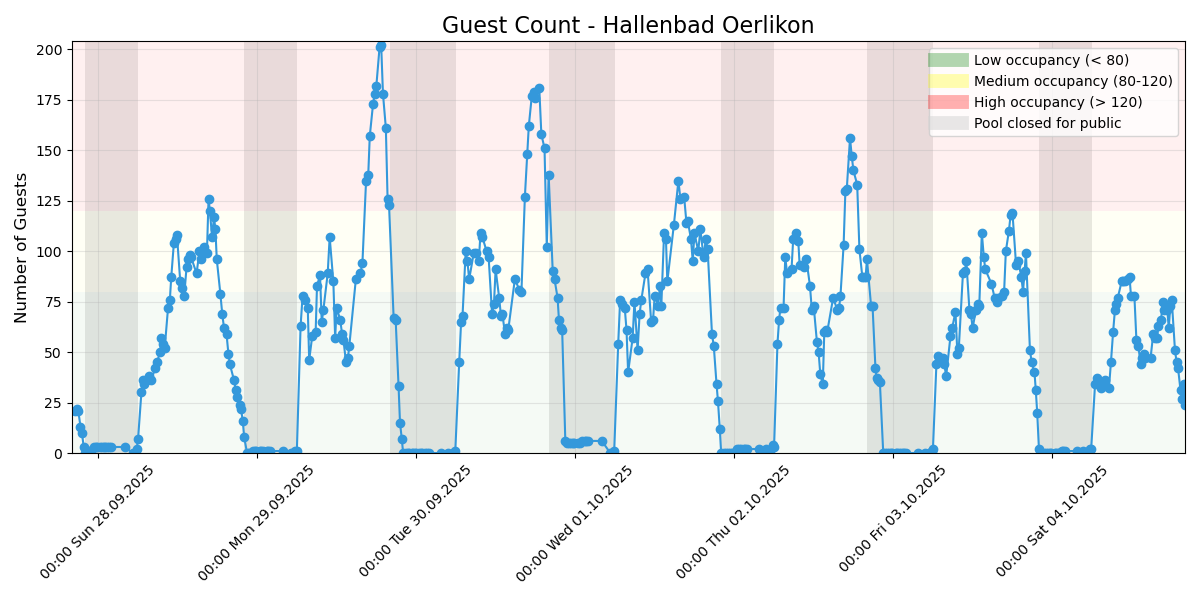 Guest Count - Hallenbad Oerlikon
Number of Guests
200
175
150
125
100
75
50
25
0
Low occupancy (< 80)
Medium occupancy (80-120)
High occupancy (> 120)
Pool closed for public
00:00 Sun 28.09.2025
00:00 Mon 29.09.2025
00:00 Tue 30.09.2025
00:00 Wed 01.10.2025
00:00 Thu 02.10.2025
00:00 Fri 03.10.2025
00:00 Sat 04.10.2025